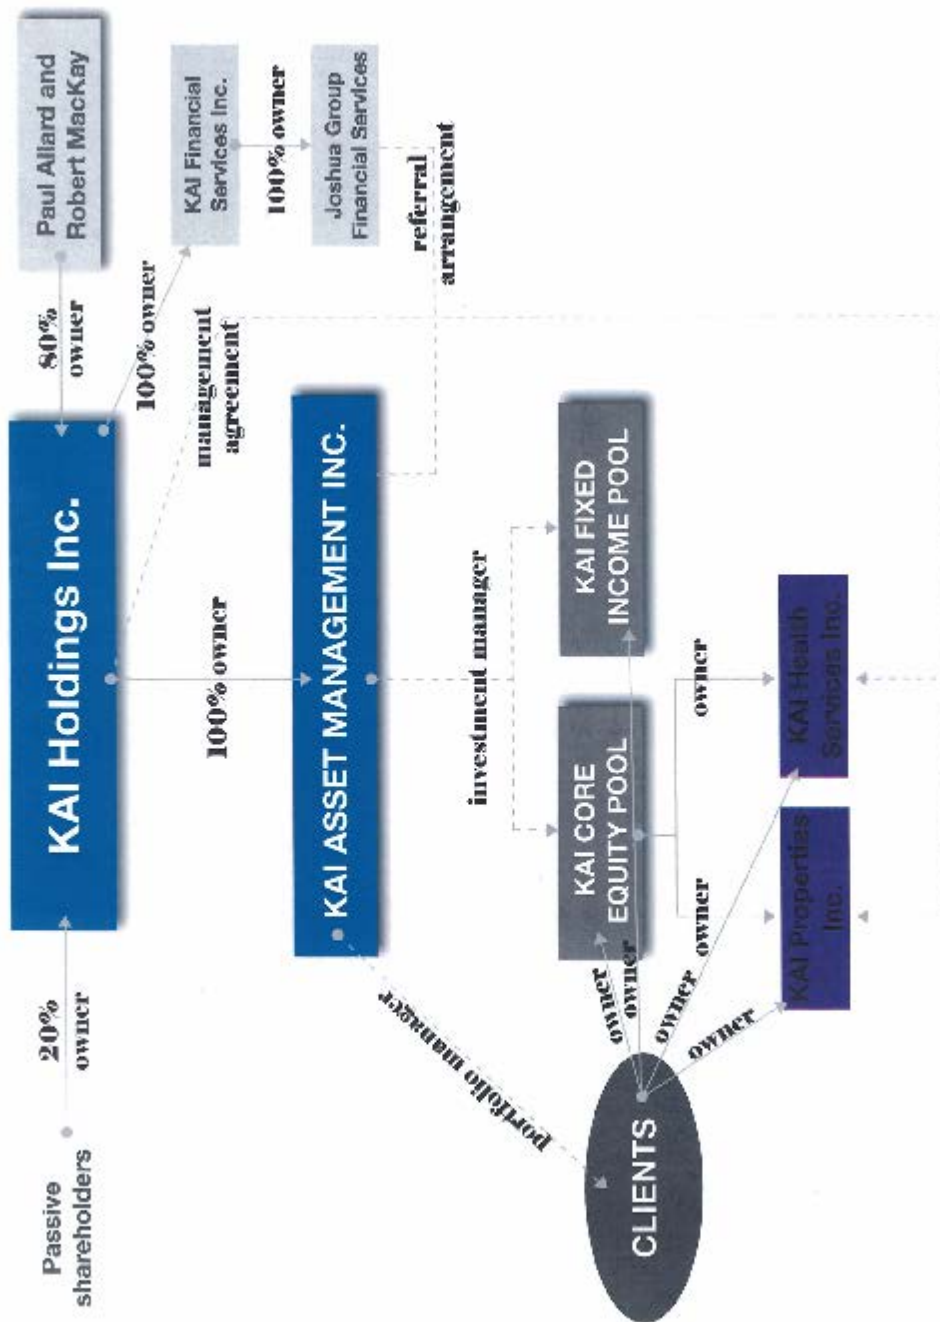 Passive
shareholders
20%
owner
KAI Holdings Inc.
80%
owner
Paul Allard and
Robert MacKay
100% owner
KAI Financial
Services Inc.
100% owner
Joshua Group
Financial Services
management
agreement
referral
arrangement
100% owner
KAI ASSET MANAGEMENT INC.
portfolio manager
investment manager
KAI CORE
EQUITY POOL
KAI FIXED
INCOME POOL
CLIENTS
owner
owner
owner
owner
owner
owner
KAI Properties
Inc.
KAI Health
Services Inc.